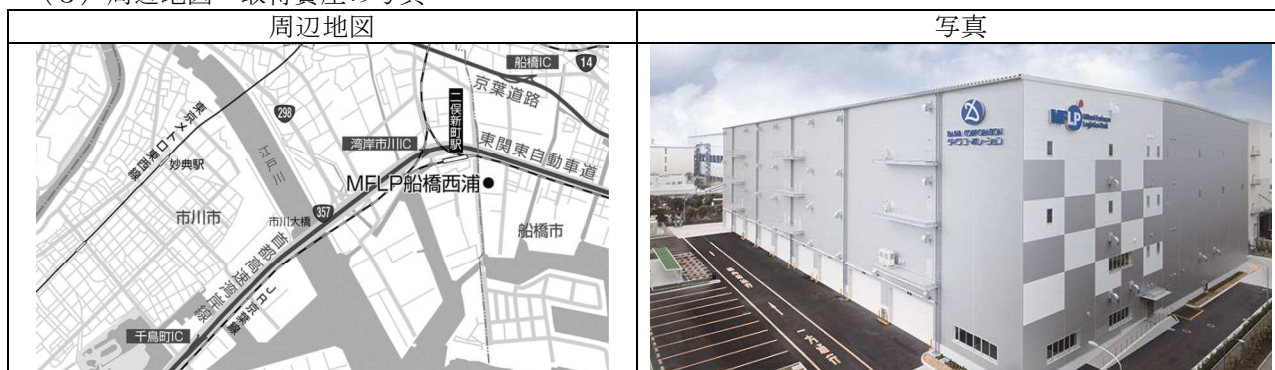 （３）周辺地図・取得資産の写真
周辺地図
写真
船橋IC
14
京葉道路
二俣新町駅
298
湾岸市川IC
東関東自動車道
東京メトロ東西線
妙典駅
江戸川
MFLP船橋西浦
市川市
市川大橋
357
船橋市
首都高速湾岸線
JR京葉線
千鳥町IC
DAIWA CORPORATION
ダイワコーポレーション
MFLP
Mitsui Fudosan
Logistics Park